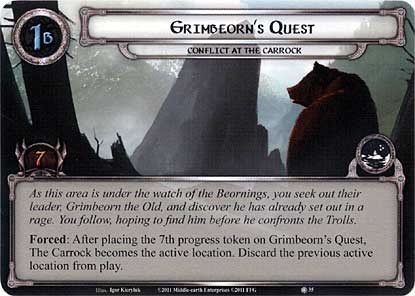 1B
GRIMBEORN'S QUEST
CONFLICT AT THE CARROCK
7
As this area is under the watch of the Beornings, you seek out their
leader, Grimbeorn the Old, and discover he has already set out in a
rage. You follow, hoping to find him before he confronts the Trolls.
Forced: After placing the 7th progress token on Grimbeorn's Quest,
The Carrock becomes the active location. Discard the previous active
location from play.
Illus. Igor Kieryluk ©2011 Middle-earth Enterprises ©2011 FFG 35